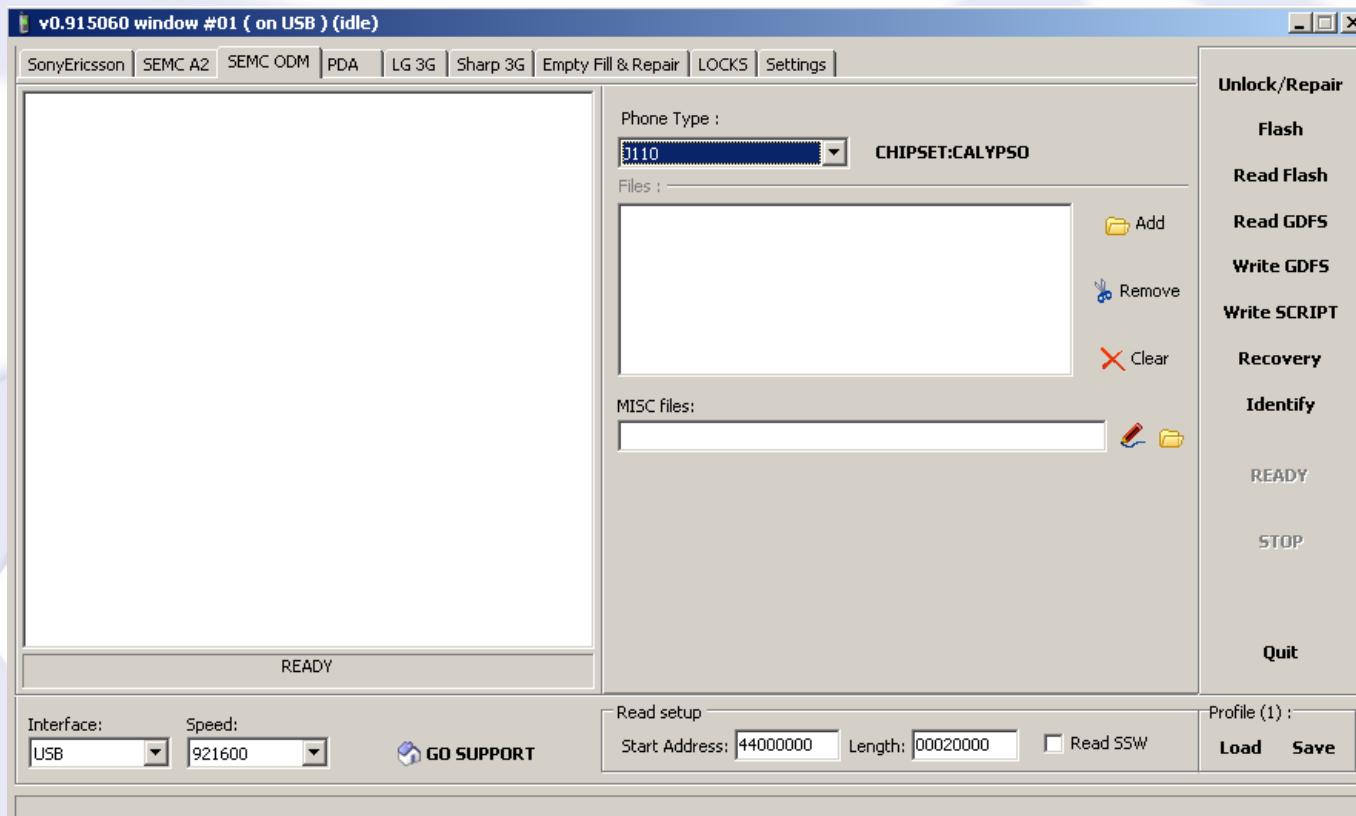 v0.915060 window #01 ( on USB ) (idle)
SonyEricsson SEMC A2 SEMC ODM PDA LG 3G Sharp 3G Empty Fill & Repair LOCKS Settings
Phone Type :
J110 CHIPSET:CALYPSO
Files :
Add
Remove
Clear
MISC files:
READY
Unlock/Repair
Flash
Read Flash
Read GDFS
Write GDFS
Write SCRIPT
Recovery
Identify
READY
STOP
Quit
Interface: Speed:
USB 921600 GO SUPPORT
Read setup
Start Address: 44000000 Length: 00020000 Read SSW
Profile (1) :
Load Save